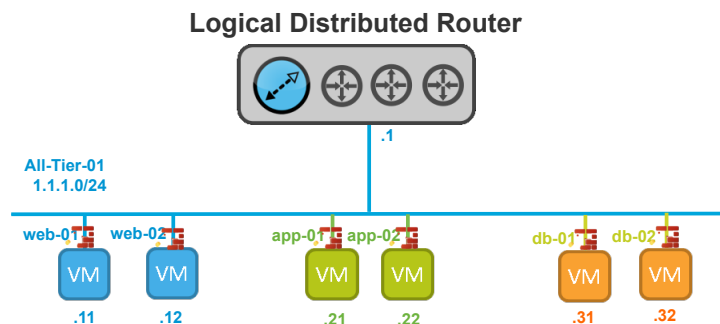 Logical Distributed Router
.1
All-Tier-01
1.1.1.0/24
web-01 web-02 app-01 app-02 db-01 db-02
VM VM VM VM VM VM
.11 .12 .21 .22 .31 .32